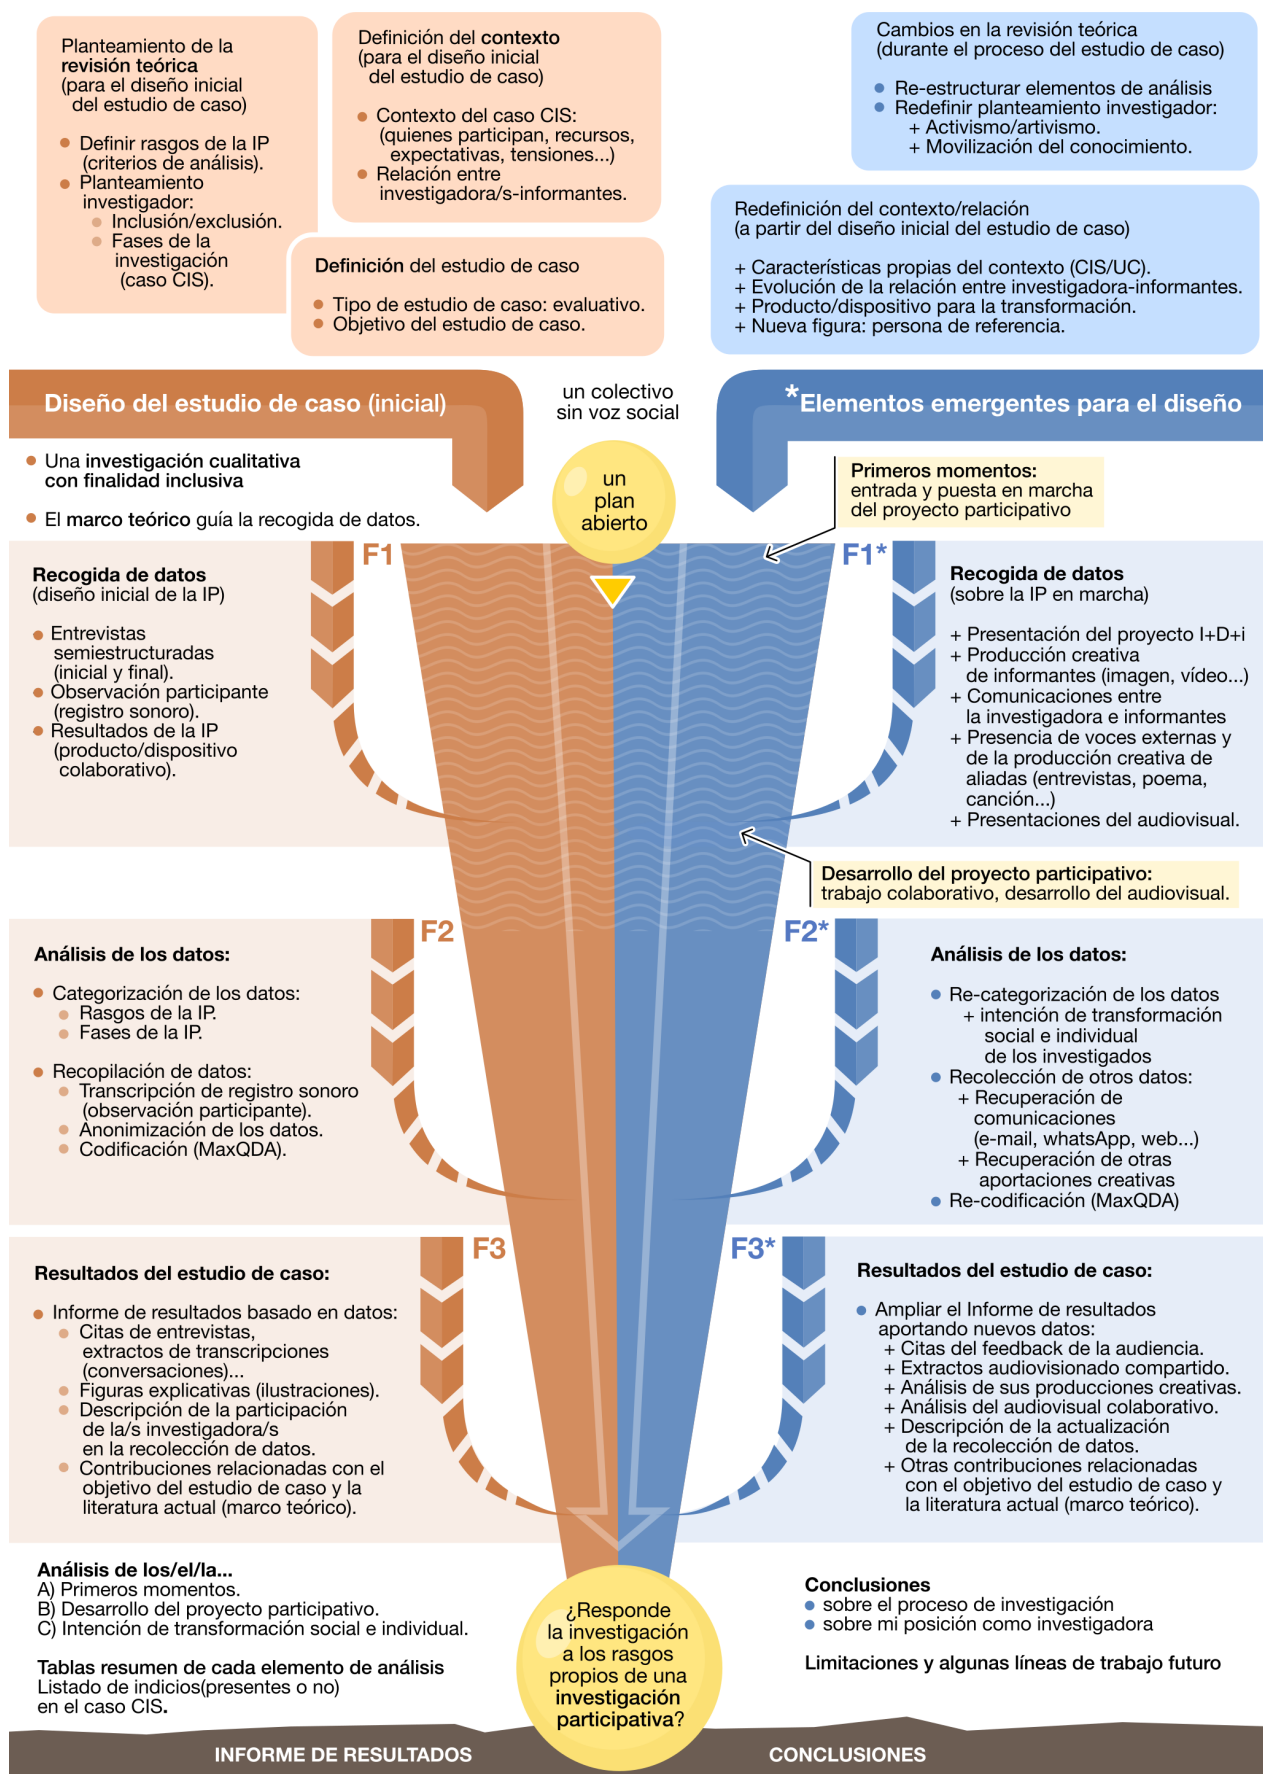 Planteamiento de la
revisión teórica
(para el diseño inicial
del estudio de caso)
Definir rasgos de la IP
(criterios de análisis).
Planteamiento
investigador:
Inclusión/exclusión.
Fases de la
investigación
(caso CIS).
Definición del contexto
(para el diseño inicial
del estudio de caso)
Contexto del caso CIS:
(quienes participan, recursos,
expectativas, tensiones...)
Relación entre
investigadora/s-informantes.
Definición del estudio de caso
Tipo de estudio de caso: evaluativo.
Objetivo del estudio de caso.
Cambios en la revisión teórica
(durante el proceso del estudio de caso)
Re-estructurar elementos de análisis
Redefinir planteamiento investigador:
+ Activismo/artivismo.
+ Movilización del conocimiento.
Redefinición del contexto/relación
(a partir del diseño inicial del estudio de caso)
+ Características propias del contexto (CIS/UC).
+ Evolución de la relación entre investigadora-informantes.
+ Producto/dispositivo para la transformación.
+ Nueva figura: persona de referencia.
Diseño del estudio de caso (inicial)
un colectivo
sin voz social
*Elementos emergentes para el diseño
Una investigación cualitativa
con finalidad inclusiva
El marco teórico guía la recogida de datos.
un
plan
abierto
Primeros momentos:
entrada y puesta en marcha
del proyecto participativo
F1
Recogida de datos
(diseño inicial de la IP)
Entrevistas
semiestructuradas
(inicial y final).
Observación participante
(registro sonoro).
Resultados de la IP
(producto/dispositivo
colaborativo).
F1*
Recogida de datos
(sobre la IP en marcha)
+ Presentación del proyecto I+D+i
+ Producción creativa
de informantes (imagen, vídeo...)
+ Comunicaciones entre
la investigadora e informantes
+ Presencia de voces externas y
de la producción creativa de
aliadas (entrevistas, poema,
canción...)
+ Presentaciones del audiovisual.
Desarrollo del proyecto participativo:
trabajo colaborativo, desarrollo del audiovisual.
F2
Análisis de los datos:
Categorización de los datos:
Rasgos de la IP.
Fases de la IP.
Recopilación de datos:
Transcripción de registro sonoro
(observación participante).
Anonimización de los datos.
Codificación (MaxQDA).
F2*
Análisis de los datos:
Re-categorización de los datos
+ intención de transformación
social e individual
de los investigados
Recolección de otros datos:
+ Recuperación de
comunicaciones
(e-mail, whatsApp, web...)
+ Recuperación de otras
aportaciones creativas
Re-codificación (MaxQDA)
F3
Resultados del estudio de caso:
Informe de resultados basado en datos:
Citas de entrevistas,
extractos de transcripciones
(conversaciones)...
Figuras explicativas (ilustraciones).
Descripción de la participación
de la/s investigadora/s
en la recolección de datos.
Contribuciones relacionadas con el
objetivo del estudio de caso y la
literatura actual (marco teórico).
F3*
Resultados del estudio de caso:
Ampliar el Informe de resultados
aportando nuevos datos:
+ Citas del feedback de la audiencia.
+ Extractos audiovisionado compartido.
+ Análisis de sus producciones creativas.
+ Análisis del audiovisual colaborativo.
+ Descripción de la actualización
de la recolección de datos.
+ Otras contribuciones relacionadas
con el objetivo del estudio de caso y
la literatura actual (marco teórico).
Análisis de los/el/la...
A) Primeros momentos.
B) Desarrollo del proyecto participativo.
C) Intención de transformación social e individual.
Tablas resumen de cada elemento de análisis
Listado de indicios(presentes o no)
en el caso CIS.
¿Responde
la investigación
a los rasgos
propios de una
investigación
participativa?
Conclusiones
sobre el proceso de investigación
sobre mi posición como investigadora
Limitaciones y algunas líneas de trabajo futuro
INFORME DE RESULTADOS
CONCLUSIONES